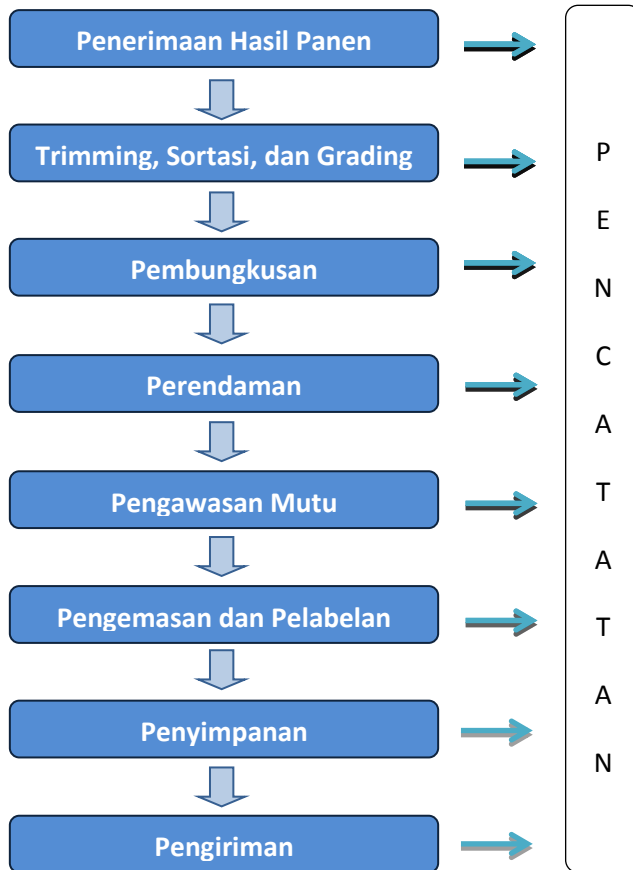 Penerimaan Hasil Panen
Trimming, Sortasi, dan Grading
Pembungkusan
Perendaman
Pengawasan Mutu
Pengemasan dan Pelabelan
Penyimpanan
Pengiriman
P
E
N
C
A
T
A
T
A
N